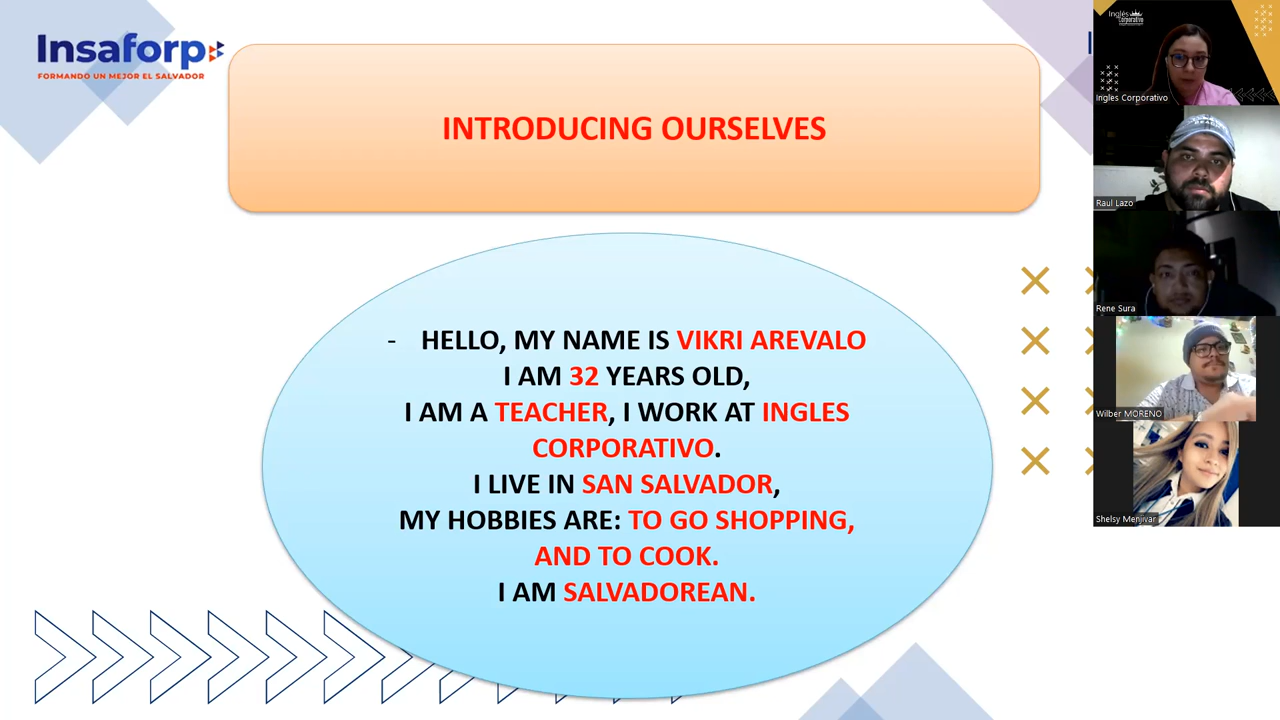 Insaforp
FORMANDO UN MEJOR EL SALVADOR
INTRODUCING OURSELVES
- HELLO, MY NAME IS VIKRI AREVALO
I AM 32 YEARS OLD,
I AM A TEACHER, I WORK AT INGLES
CORPORATIVO.
I LIVE IN SAN SALVADOR,
MY HOBBIES ARE: TO GO SHOPPING,
AND TO COOK.
I AM SALVADOREAN.
Inglés
Corporativo
Ingles Corporativo
Raul Lazo
Rene Sura
Wilber MORENO
Shelsy Menjivar